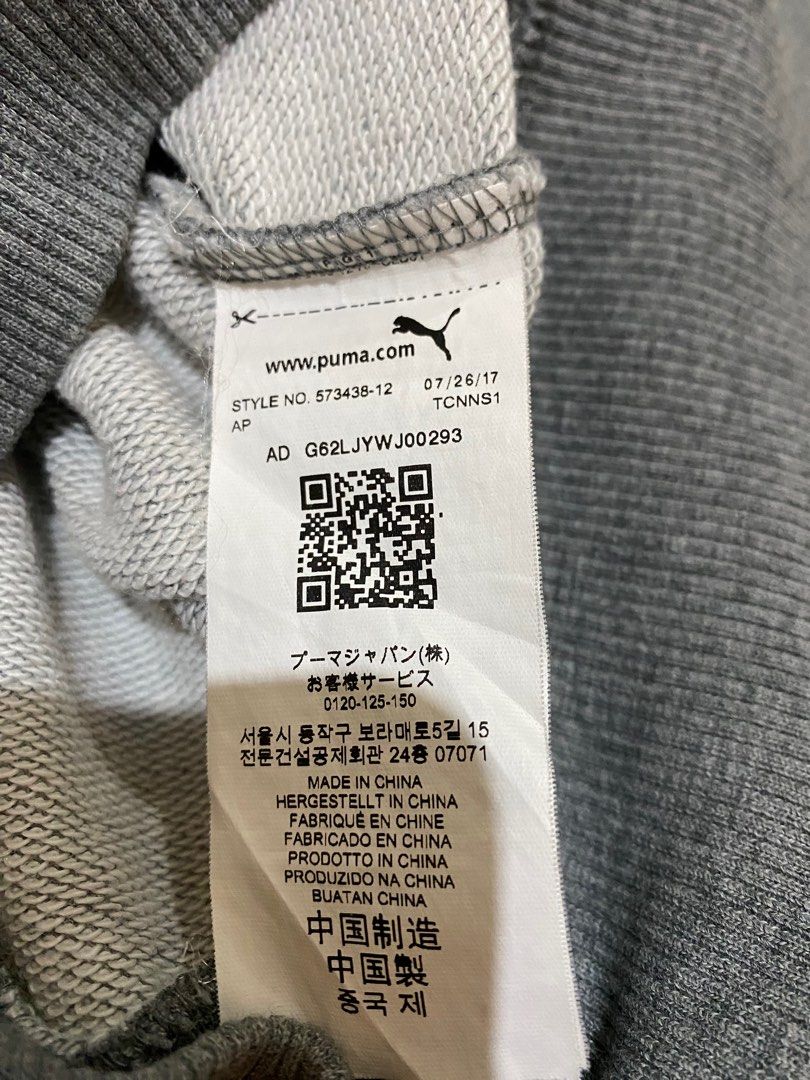 www.puma.com
STYLE NO. 573438-12 07/26/17
AP TCNNS1
AD G62LJYWJ00293
プーマジャパン(株)
お客様サービス
0120-125-150
서울시 동작구 보라매로5길 15
전문건설공제회관 24층 07071
MADE IN CHINA
HERGESTELLT IN CHINA
FABRIQUÉ EN CHINE
FABRICADO EN CHINA
PRODOTTO IN CHINA
PRODUZIDO NA CHINA
BUATAN CHINA
中国制造
中国製
중국 제